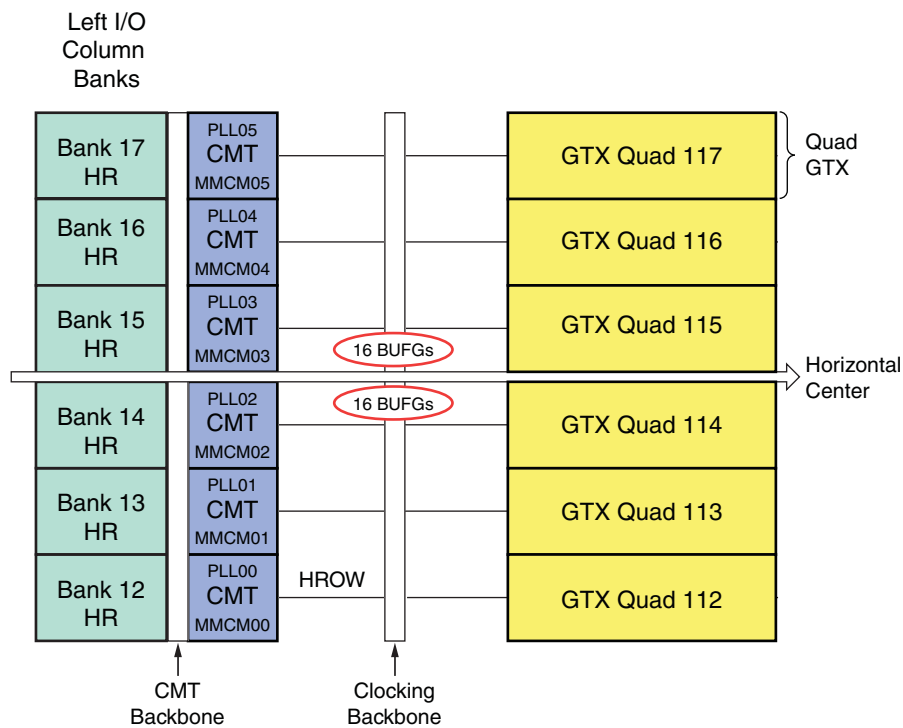 Left I/O
Column
Banks
Bank 17
HR
PLL05
CMT
MMCM05
GTX Quad 117
Quad
GTX
Bank 16
HR
PLL04
CMT
MMCM04
GTX Quad 116
Bank 15
HR
PLL03
CMT
MMCM03
16 BUFGs
GTX Quad 115
Horizontal
Center
Bank 14
HR
PLL02
CMT
MMCM02
16 BUFGs
GTX Quad 114
Bank 13
HR
PLL01
CMT
MMCM01
GTX Quad 113
Bank 12
HR
PLL00
CMT
MMCM00
HROW
GTX Quad 112
CMT
Backbone
Clocking
Backbone